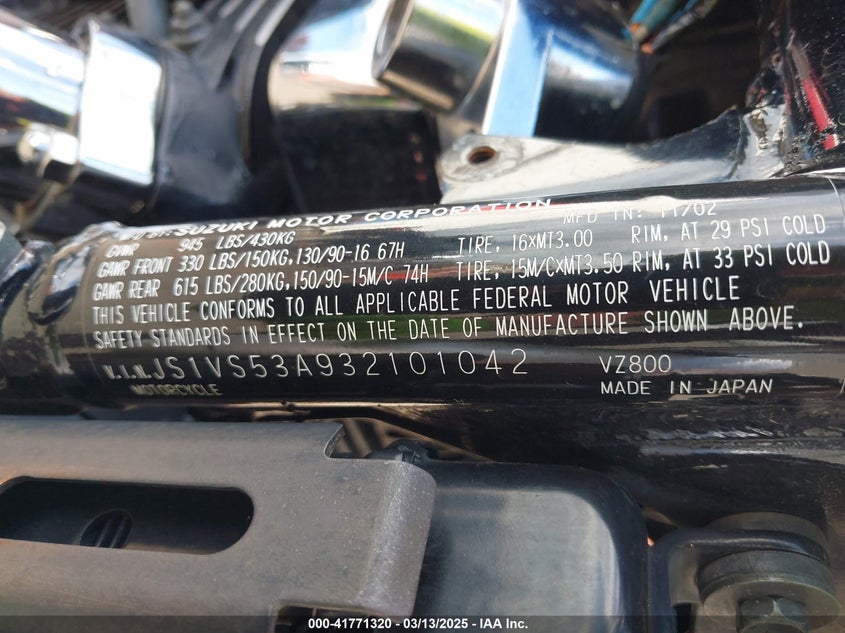 SUZUKI MOTOR CORPORATION MFD IN: 11/02
GVWR 945 LBS/430KG
GAWR FRONT 330 LBS/150KG,130/90-16 67H TIRE, 16×MT3.00 RIM, AT 29 PSI COLD
GAWR REAR 615 LBS/280KG,150/90-15M/C 74H TIRE, 15M/C×MT3.50 RIM, AT 33 PSI COLD
THIS VEHICLE CONFORMS TO ALL APPLICABLE FEDERAL MOTOR VEHICLE
SAFETY STANDARDS IN EFFECT ON THE DATE OF MANUFACTURE SHOWN ABOVE.
V.I.N. JS1VS53A932101042 VZ800
MOTORCYCLE MADE IN JAPAN
000-41771320 - 03/13/2025 - IAA Inc.